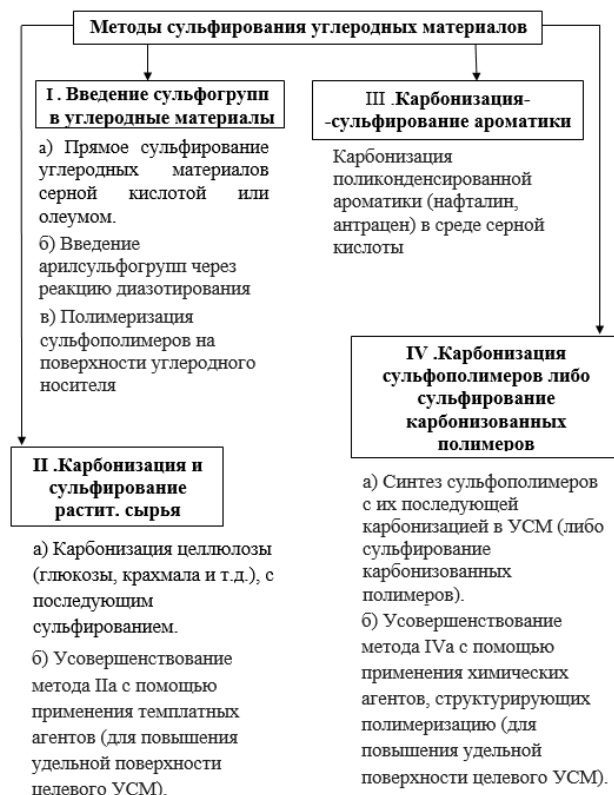 Методы сульфирования углеродных материалов
I . Введение сульфогрупп
в углеродные материалы
а) Прямое сульфирование
углеродных материалов
серной кислотой или
олеумом.
б) Введение
арилсульфогрупп через
реакцию диазотирования
в) Полимеризация
сульфополимеров на
поверхности углеродного
носителя
II .Карбонизация и
сульфирование
растит. сырья
а) Карбонизация целлюлозы
(глюкозы, крахмала и т.д.), с
последующим
сульфированием.
б) Усовершенствование
метода IIа с помощью
применения темплатных
агентов (для повышения
удельной поверхности
целевого УСМ).
III .Карбонизация-
-сульфирование ароматики
Карбонизация
поликонденсированной
ароматики (нафталин,
антрацен) в среде серной
кислоты
IV .Карбонизация
сульфополимеров либо
сульфирование
карбонизованных
полимеров
а) Синтез сульфополимеров
с их последующей
карбонизацией в УСМ (либо
сульфирование
карбонизованных
полимеров).
б) Усовершенствование
метода IVа с помощью
применения химических
агентов, структурирующих
полимеризацию (для
повышения удельной
поверхности целевого УСМ).